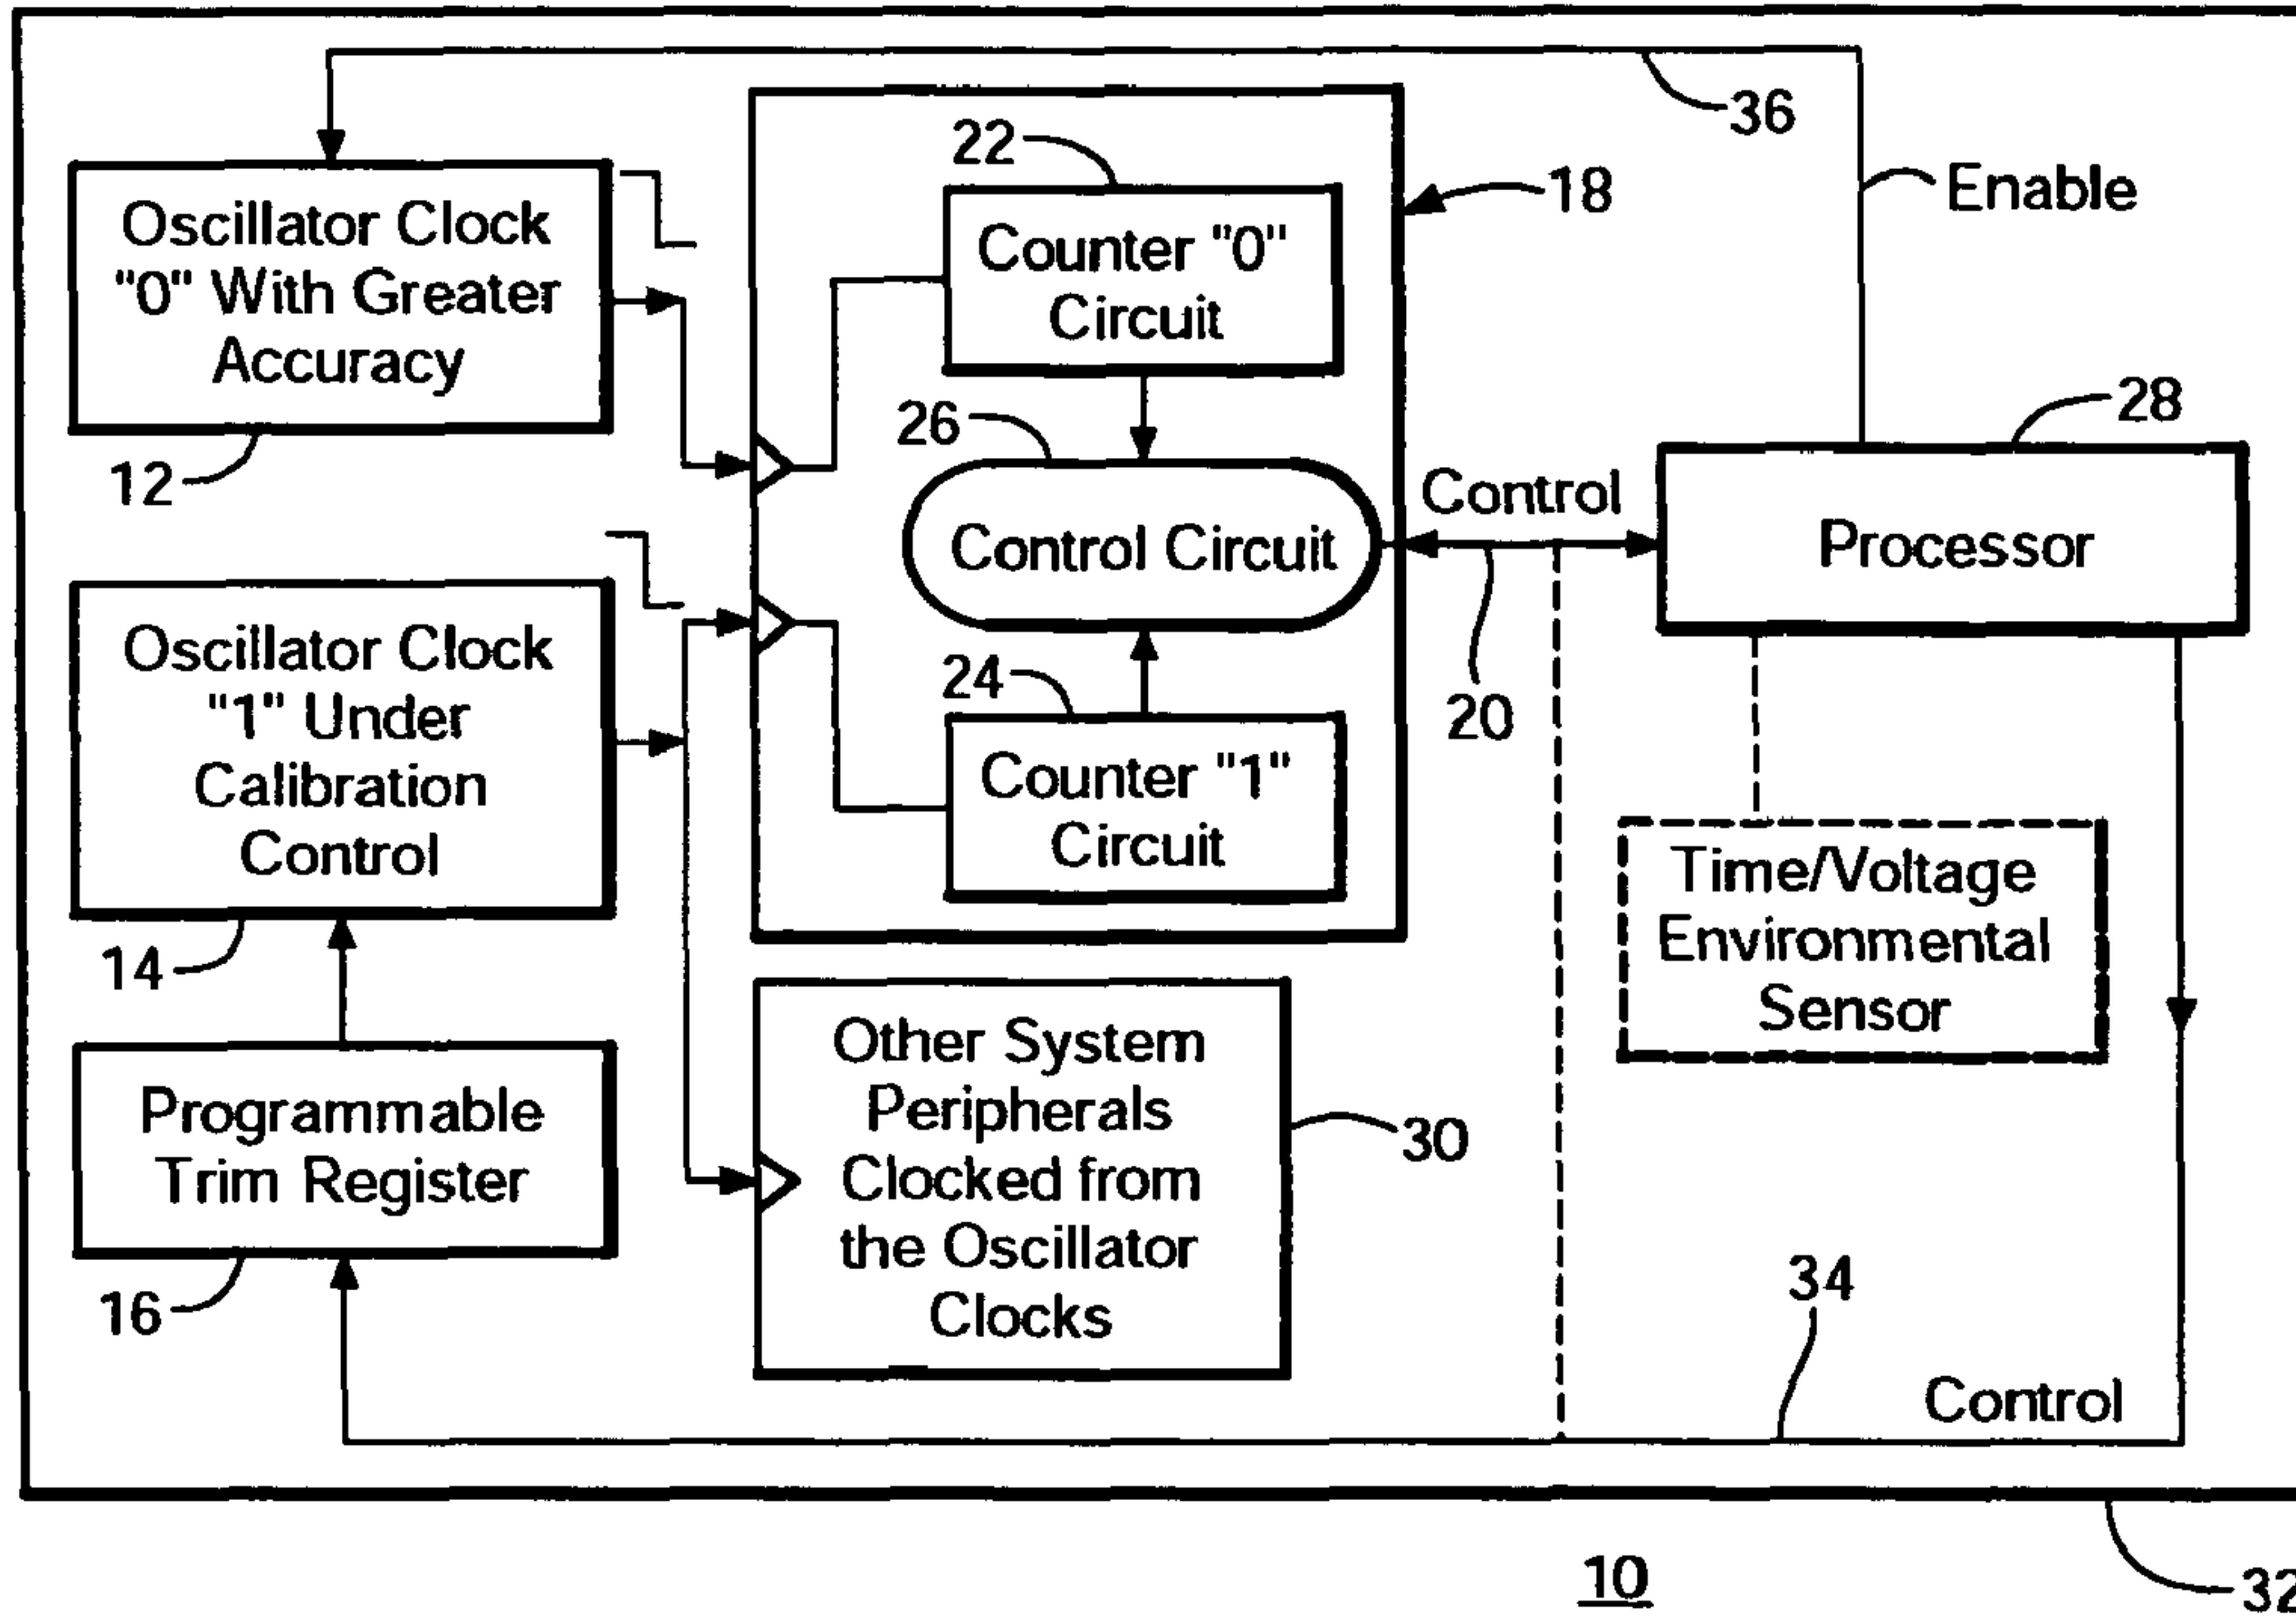 36
22
18
Enable
Oscillator Clock
"0" With Greater
Accuracy
Counter "0"
Circuit
12
26
Control
28
Control Circuit
Processor
Oscillator Clock
"1" Under
Calibration
Control
24
20
Counter "1"
Circuit
14
Time/Voltage
Environmental
Sensor
Programmable
Trim Register
16
Other System
Peripherals
Clocked from
the Oscillator
Clocks
30
34
Control
10
32